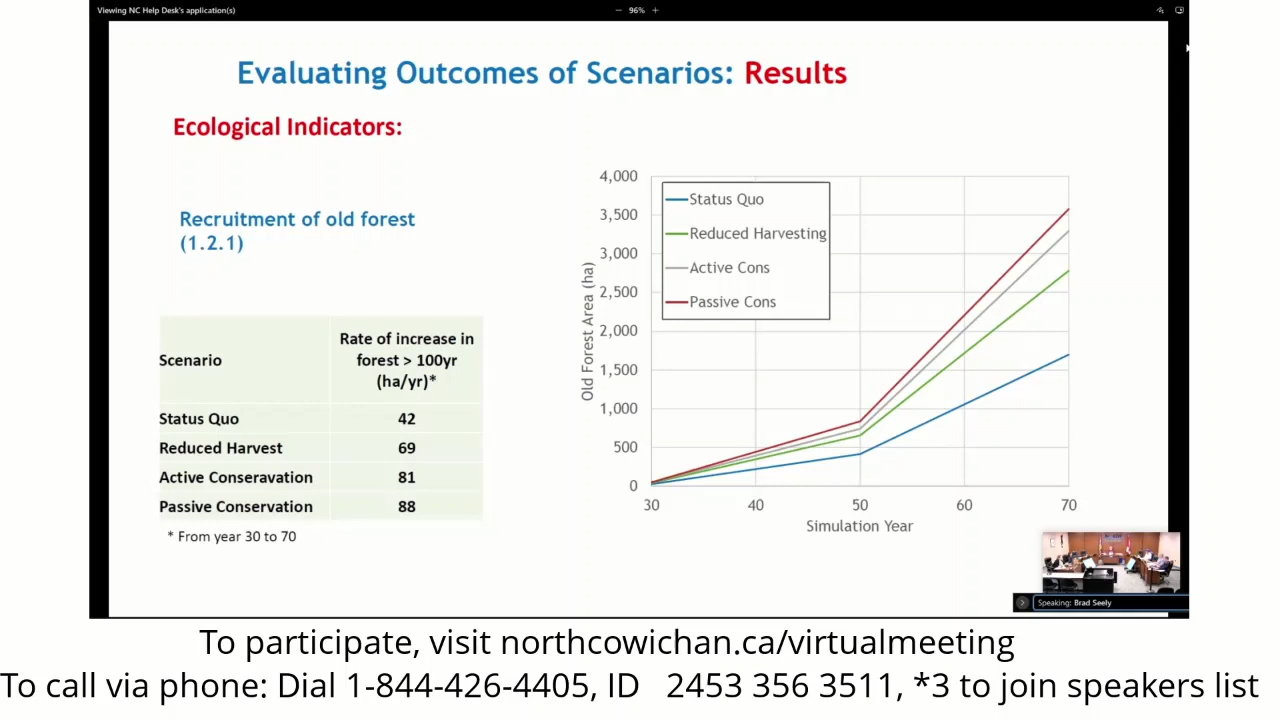 Viewing NC Help Desk's application(s)
− 96% +
Evaluating Outcomes of Scenarios: Results
Ecological Indicators:
Recruitment of old forest
(1.2.1)
Scenario
Rate of increase in
forest > 100yr
(ha/yr)*
Status Quo 42
Reduced Harvest 69
Active Conseravation 81
Passive Conservation 88
* From year 30 to 70
Old Forest Area (ha)
4,000
3,500
3,000
2,500
2,000
1,500
1,000
500
0
Status Quo
Reduced Harvesting
Active Cons
Passive Cons
30 40 50 60 70
Simulation Year
Speaking: Brad Seely
To participate, visit northcowichan.ca/virtualmeeting
To call via phone: Dial 1-844-426-4405, ID 2453 356 3511, *3 to join speakers list